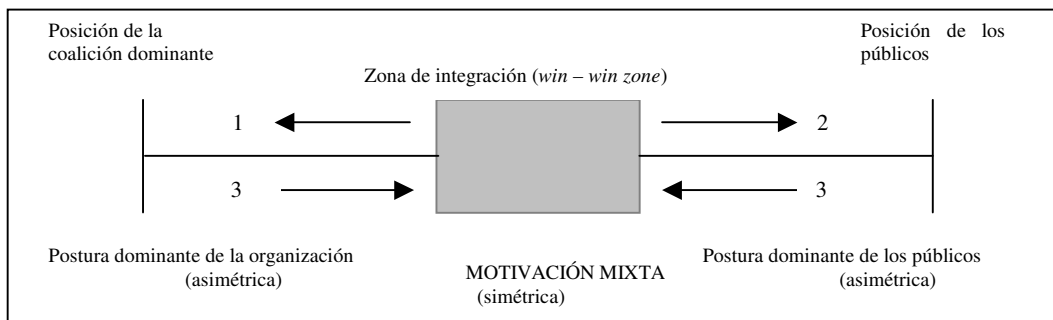 Posición de la
coalición dominante
Posición de los
públicos
Zona de integración (win – win zone)
1
2
3
3
Postura dominante de la organización
(asimétrica)
MOTIVACIÓN MIXTA
(simétrica)
Postura dominante de los públicos
(asimétrica)